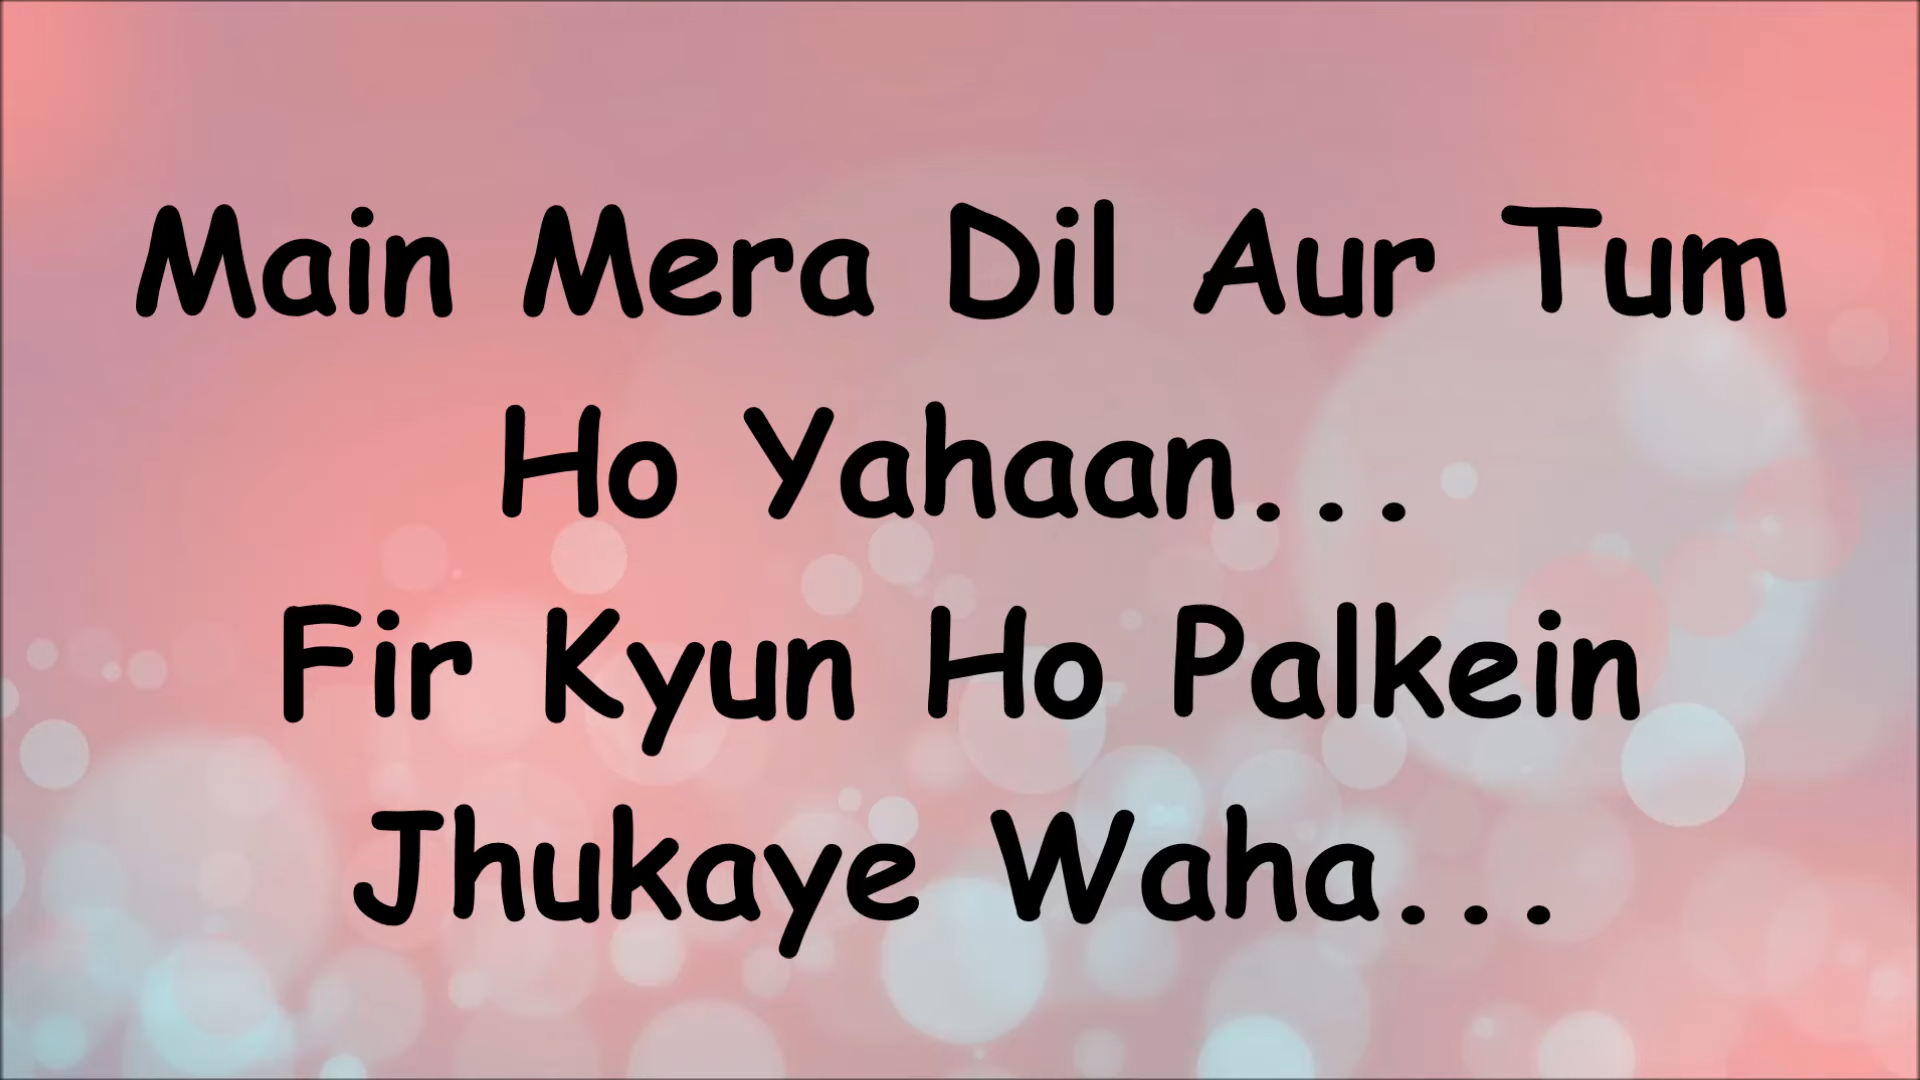 Main Mera Dil Aur Tum
Ho Yahaan...
Fir Kyun Ho Palkein
Jhukaye Waha...